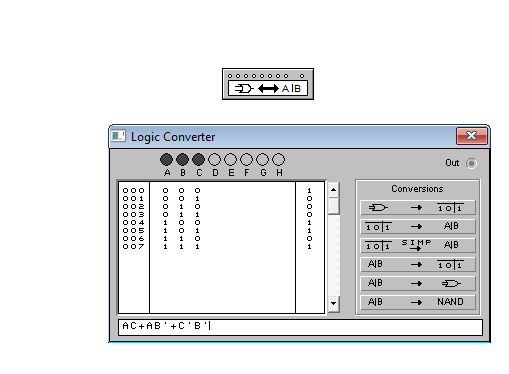 A|B
Logic Converter
Out
A B C D E F G H
000 0 0 0 1
001 0 0 1 0
002 0 1 0 0
003 0 1 1 0
004 1 0 0 1
005 1 0 1 1
006 1 1 0 0
007 1 1 1 1
Conversions
→ 1 0 1
1 0 1 → A|B
1 0 1 SIMP → A|B
A|B → 1 0 1
A|B →
A|B → NAND
AC+AB'+C'B'